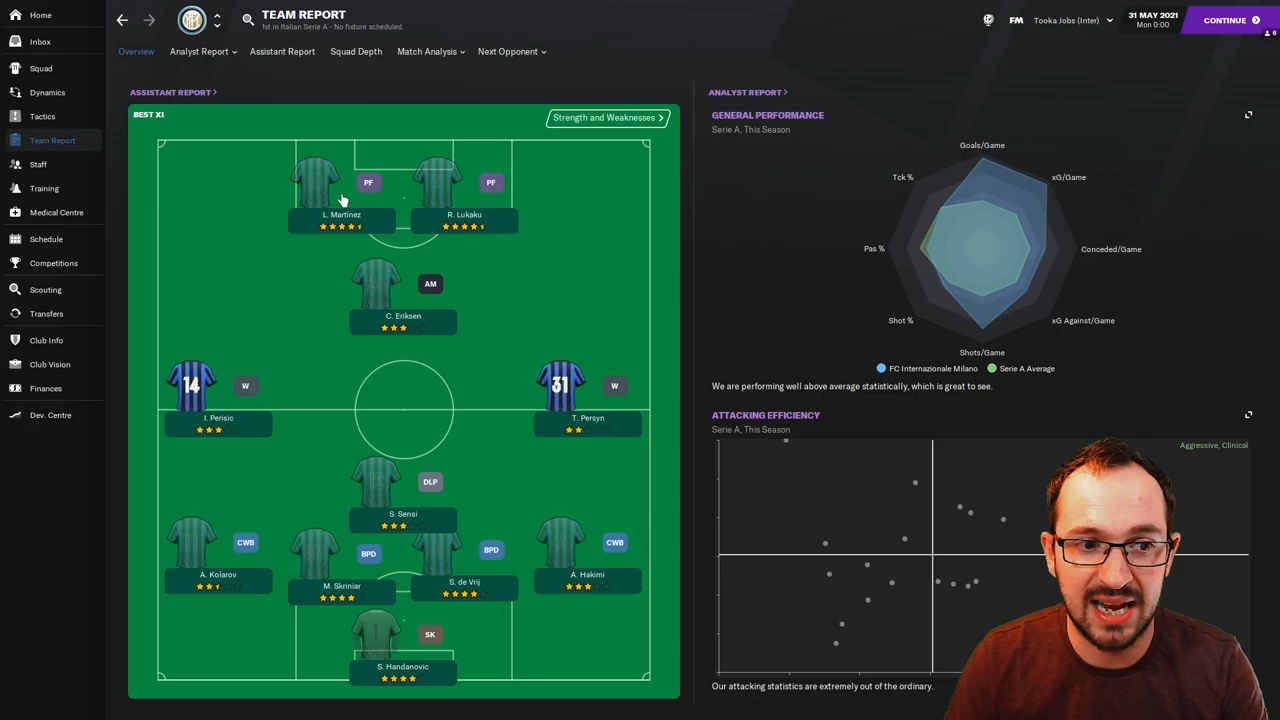 TEAM REPORT
1st in Italian Serie A - No fixture scheduled.
FM
Tooka Jobs (Inter)
31 MAY 2021
Mon 0:00
CONTINUE
6
Home
Inbox
Squad
Dynamics
Tactics
Team Report
Staff
Training
Medical Centre
Schedule
Competitions
Scouting
Transfers
Club Info
Club Vision
Finances
Dev. Centre
Overview
Analyst Report
Assistant Report
Squad Depth
Match Analysis
Next Opponent
ASSISTANT REPORT
BEST XI
Strength and Weaknesses
PF
PF
L. Martínez
R. Lukaku
AM
C. Eriksen
14
W
31
W
I. Perisic
T. Persyn
DLP
S. Sensi
CWB
BPD
BPD
CWB
A. Kolarov
M. Skriniar
S. de Vrij
A. Hakimi
1
SK
S. Handanovic
ANALYST REPORT
GENERAL PERFORMANCE
Serie A, This Season
Goals/Game
Tck %
xG/Game
Pas %
Conceded/Game
Shot %
xG Against/Game
Shots/Game
FC Internazionale Milano
Serie A Average
We are performing well above average statistically, which is great to see.
ATTACKING EFFICIENCY
Serie A, This Season
Aggressive, Clinical
Our attacking statistics are extremely out of the ordinary.